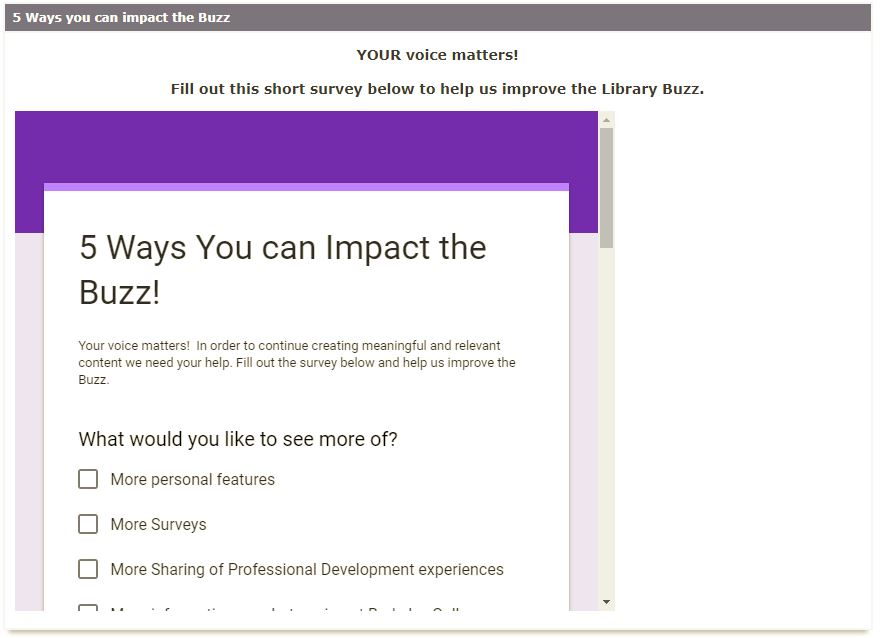 5 Ways you can impact the Buzz
YOUR voice matters!
Fill out this short survey below to help us improve the Library Buzz.
5 Ways You can Impact the
Buzz!
Your voice matters!  In order to continue creating meaningful and relevant
content we need your help. Fill out the survey below and help us improve the
Buzz.
What would you like to see more of?
More personal features
More Surveys
More Sharing of Professional Development experiences